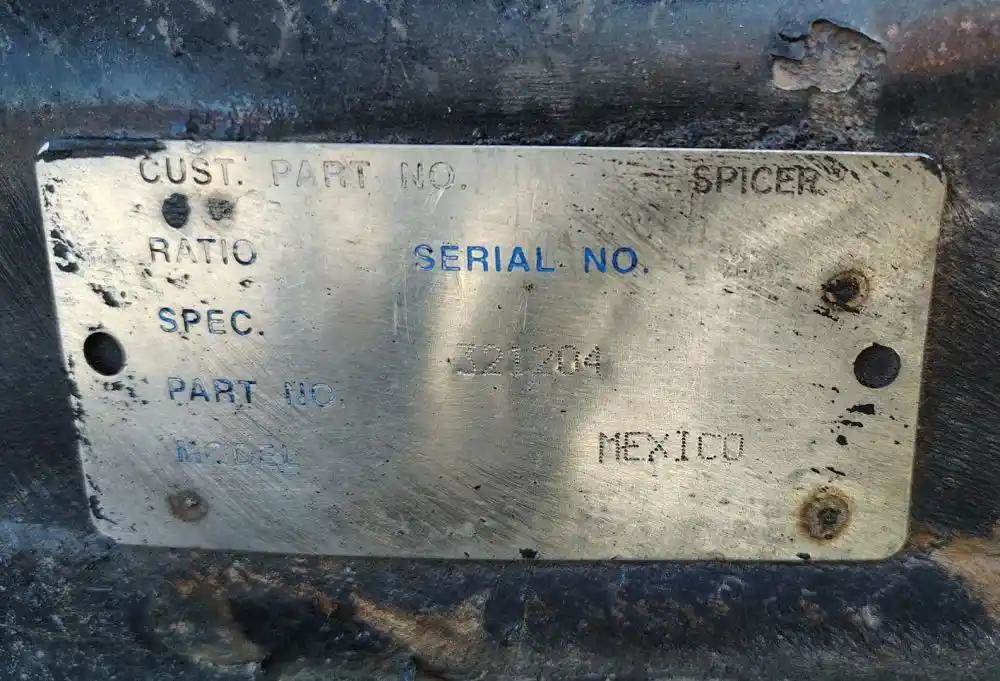 CUST. PART NO. SPICER
RATIO SERIAL NO.
SPEC.
321204
PART NO.
MODEL
MEXICO